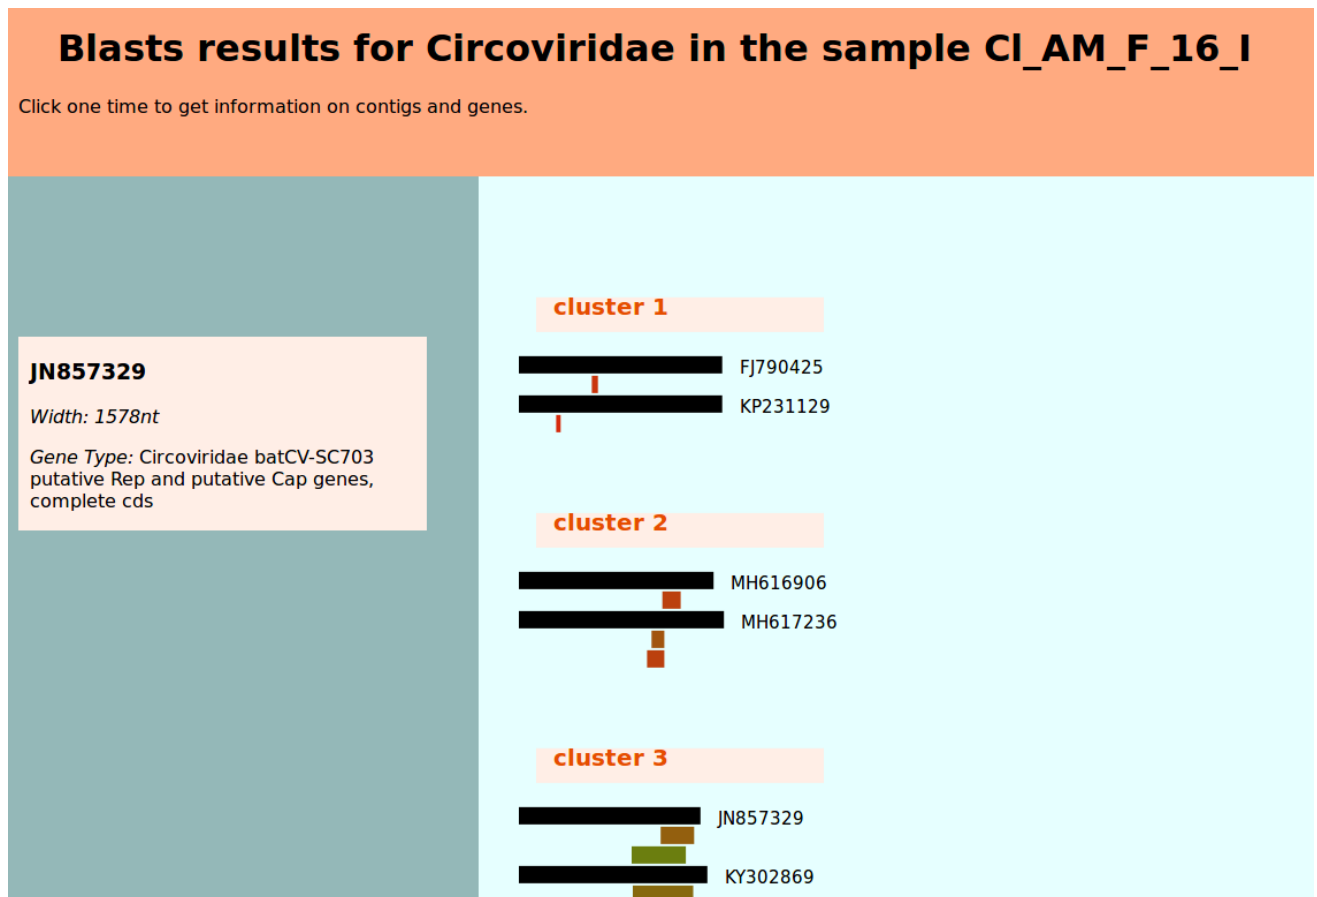 Blasts results for Circoviridae in the sample Cl_AM_F_16_I
Click one time to get information on contigs and genes.
JN857329
Width: 1578nt
Gene Type: Circoviridae batCV-SC703
putative Rep and putative Cap genes,
complete cds
cluster 1
FJ790425
KP231129
cluster 2
MH616906
MH617236
cluster 3
JN857329
KY302869